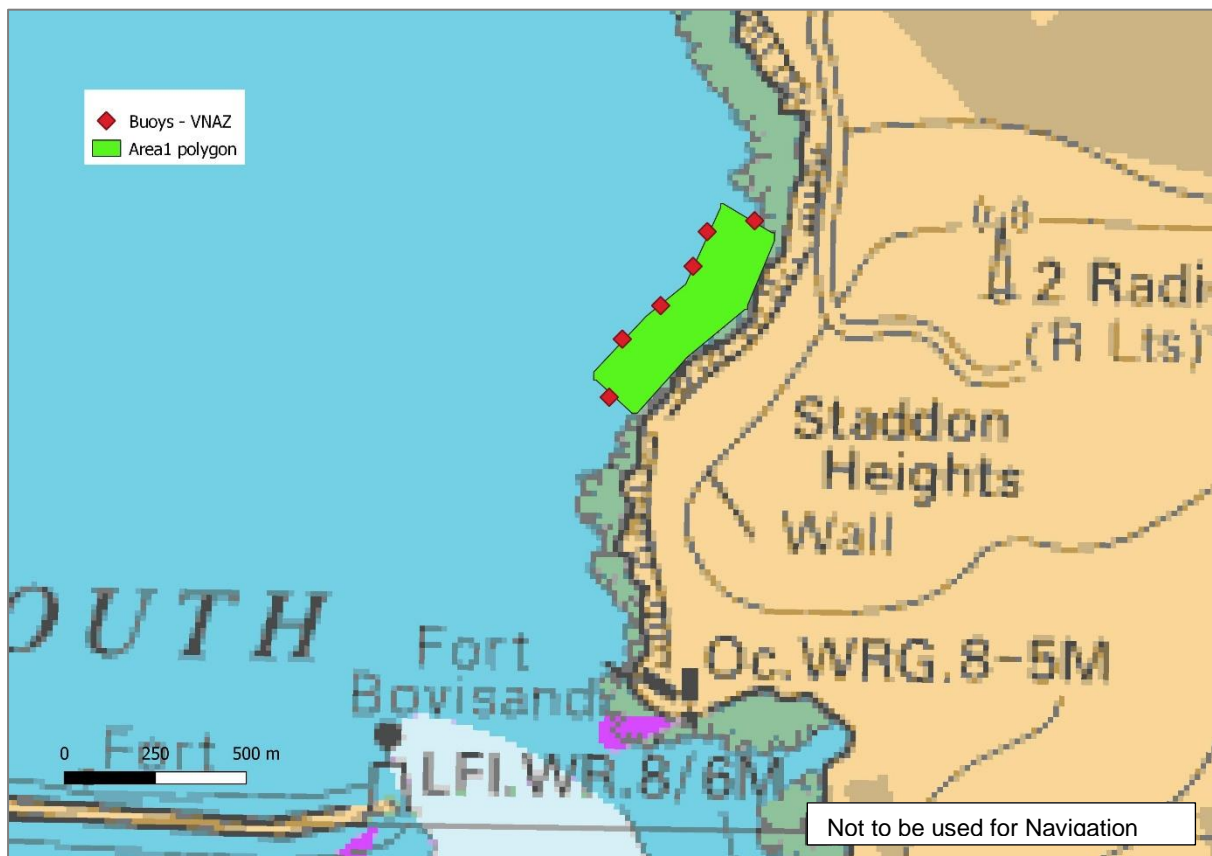 Buoys - VNAZ
Area1 polygon
2 Radi
(R Lts)
Staddon
Heights
Wall
OUTH
Fort
Bovisand
Oc.WRG.8-5M
0 250 500 m
Fort
LFl.WR.8/6M
Not to be used for Navigation